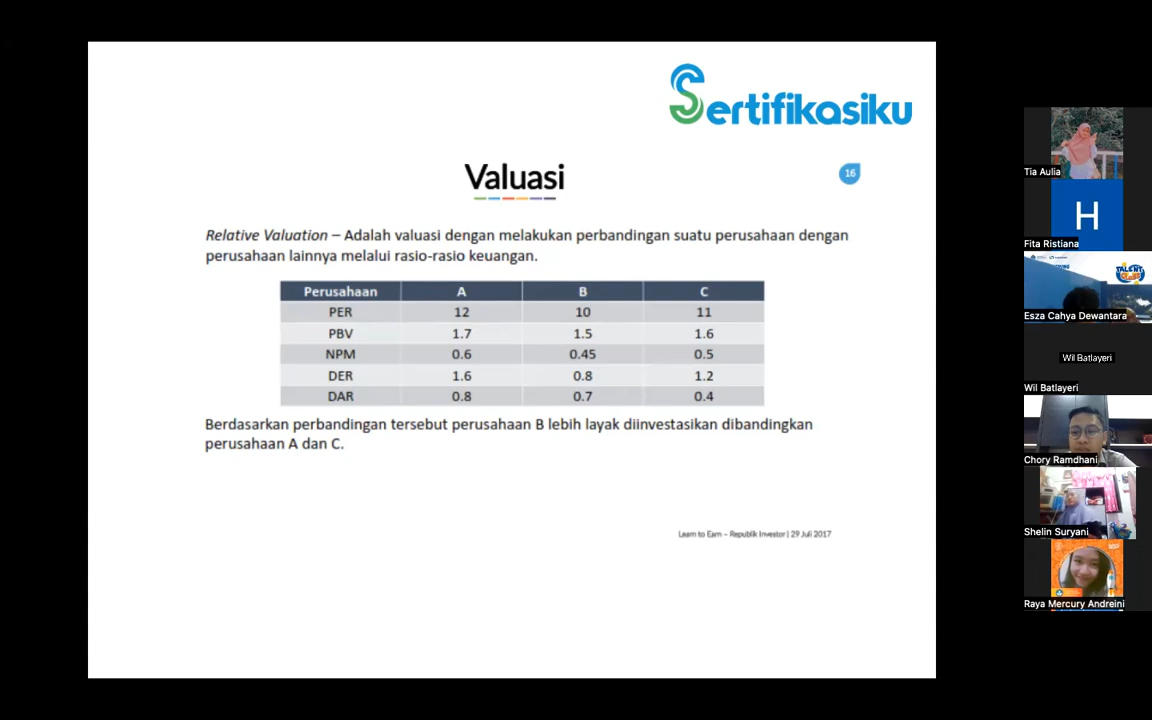 Sertifikasiku
Valuasi
16
Relative Valuation – Adalah valuasi dengan melakukan perbandingan suatu perusahaan dengan
perusahaan lainnya melalui rasio-rasio keuangan.
Perusahaan A B C
PER 12 10 11
PBV 1.7 1.5 1.6
NPM 0.6 0.45 0.5
DER 1.6 0.8 1.2
DAR 0.8 0.7 0.4
Berdasarkan perbandingan tersebut perusahaan B lebih layak diinvestasikan dibandingkan
perusahaan A dan C.
Learn to Earn – Republik Investor | 29 Juli 2017
Tia Aulia
H
Fita Ristiana
TALENT
Esza Cahya Dewantara
Wil Batlayeri
Wil Batlayeri
Chory Ramdhani
Shelin Suryani
Raya Mercury Andreini